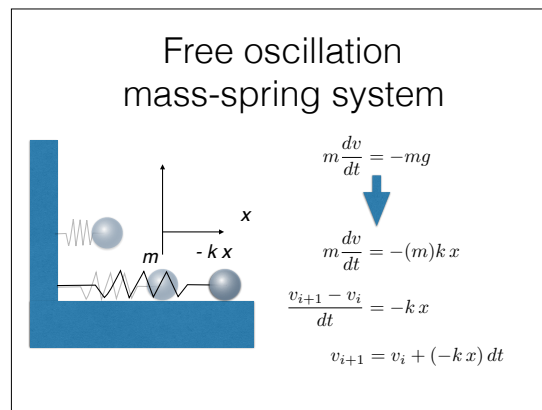 Free oscillation
mass-spring system
x
m
- k x
m dv/dt = −mg
m dv/dt = −(m)k x
(v_{i+1} − v_i)/dt = −k x
v_{i+1} = v_i + (−k x) dt